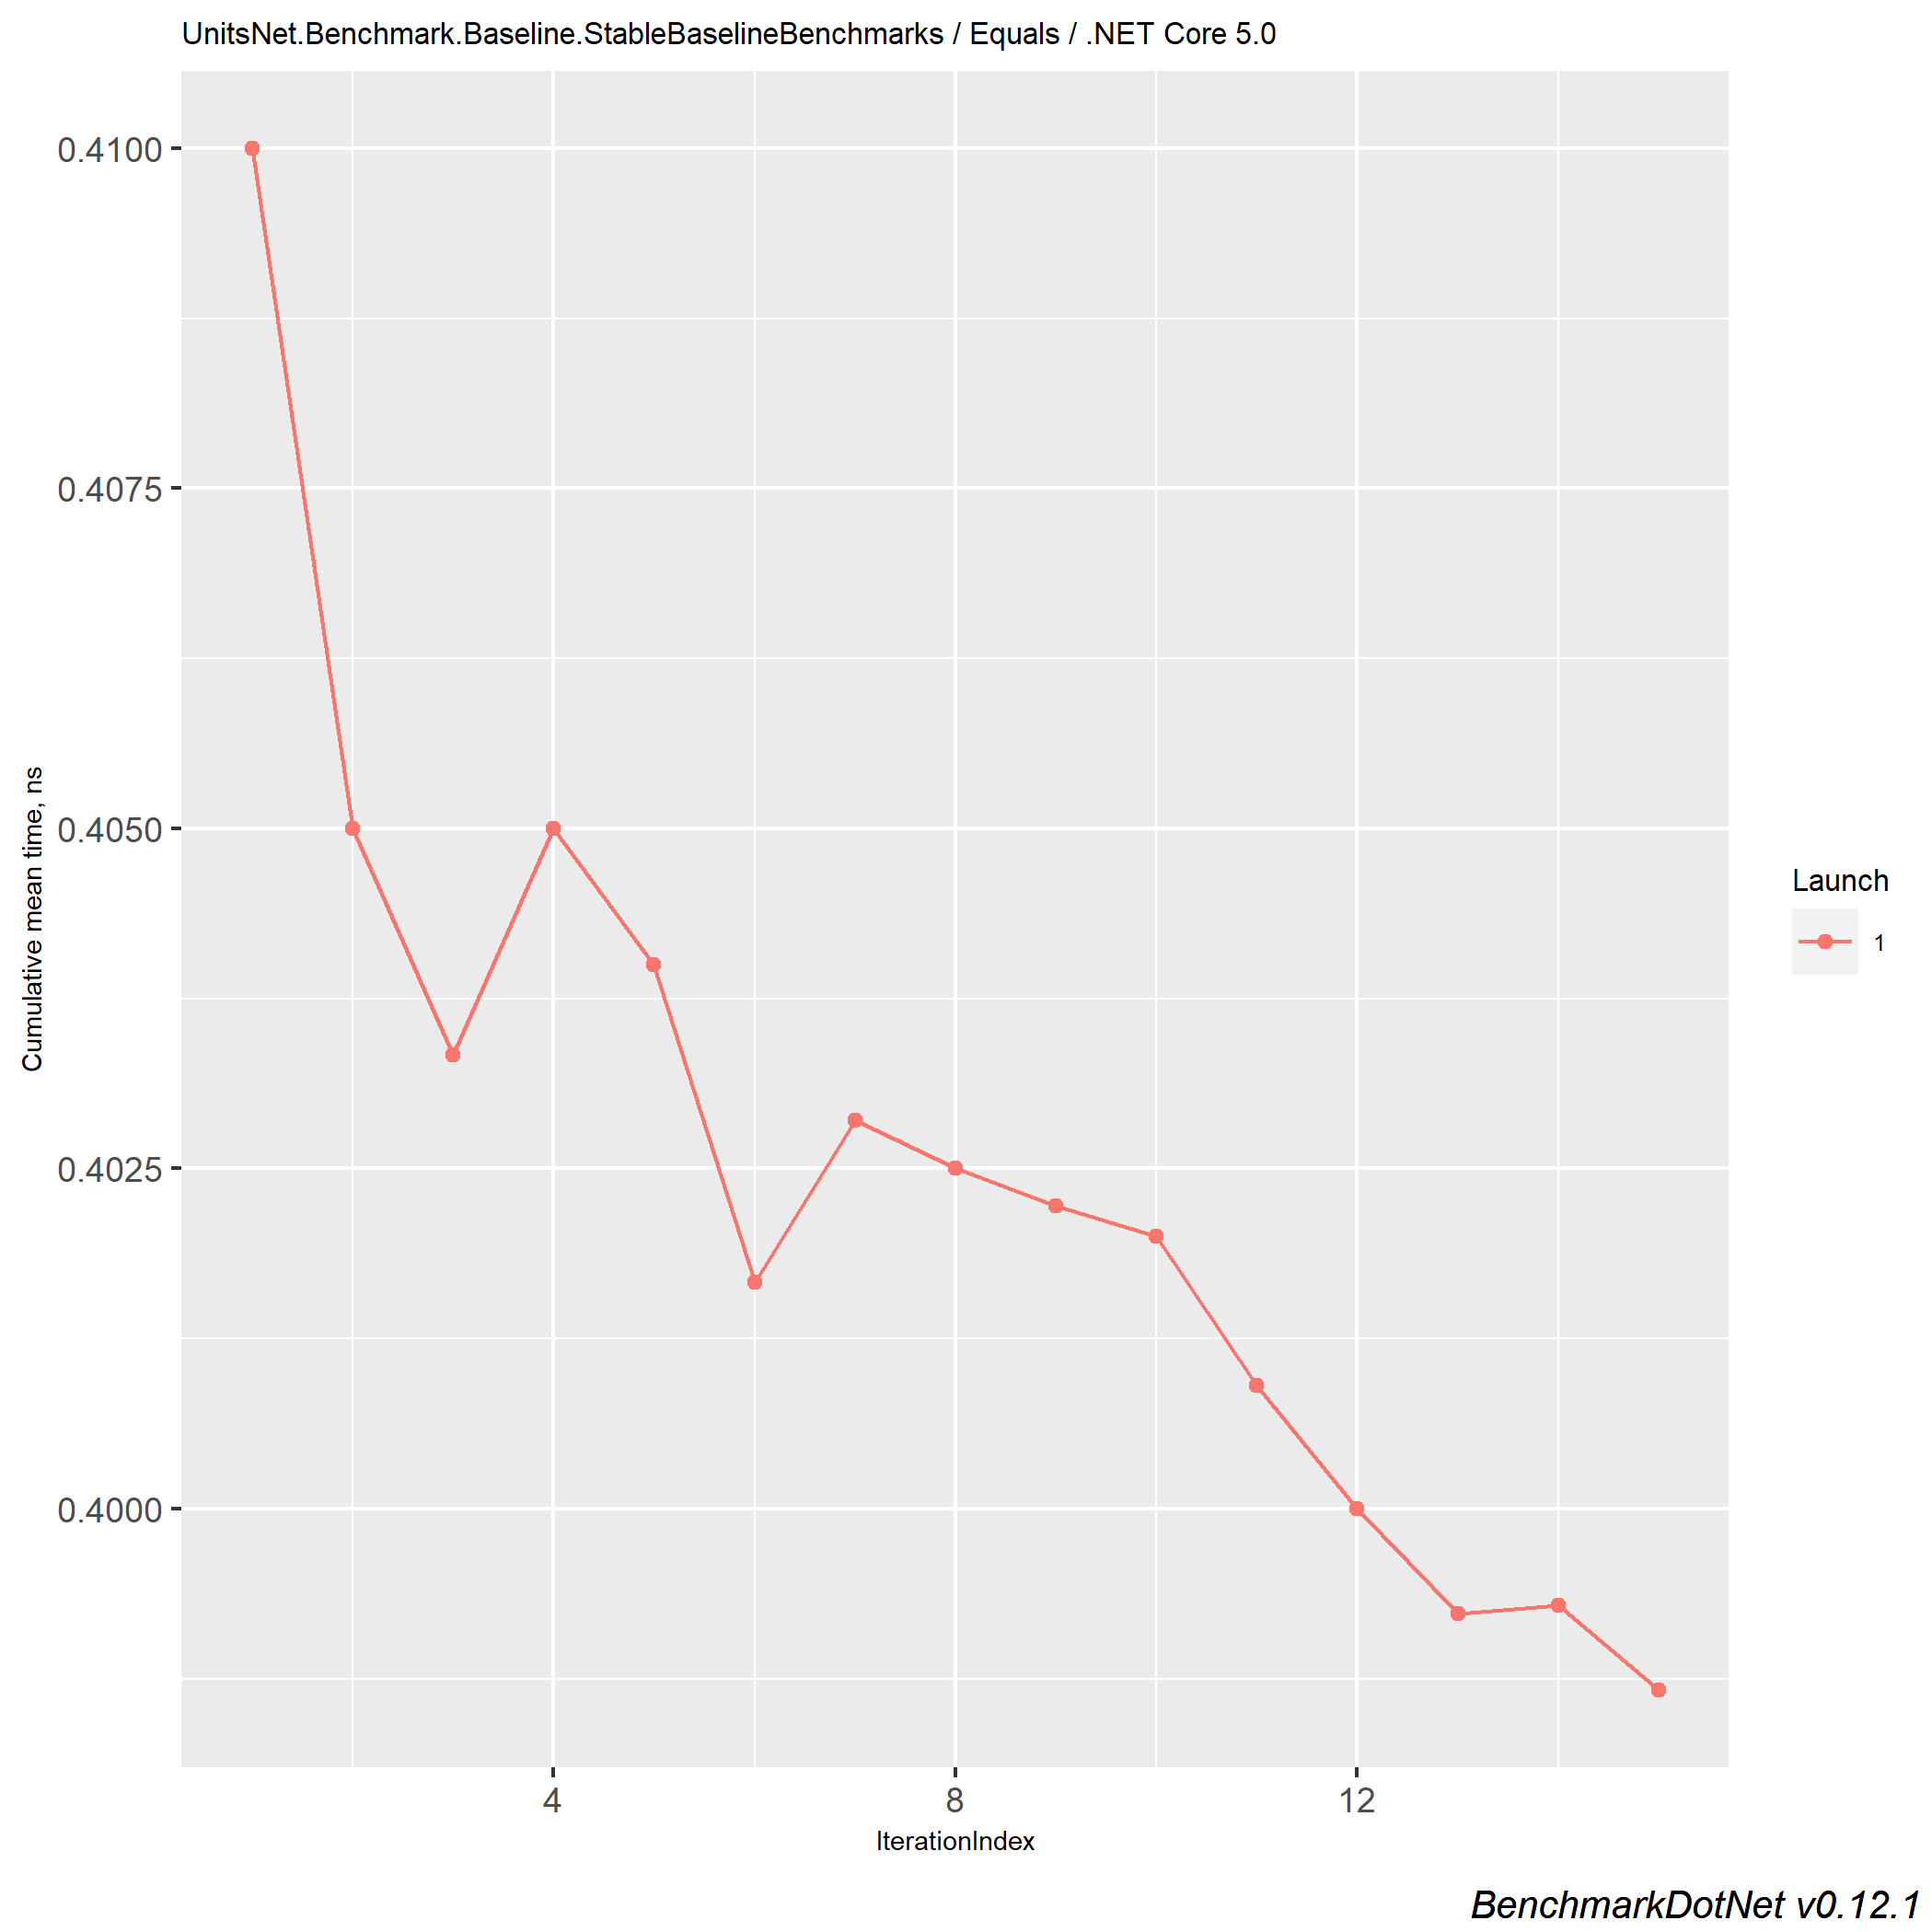 UnitsNet.Benchmark.Baseline.StableBaselineBenchmarks / Equals / .NET Core 5.0
Cumulative mean time, ns
0.4100
0.4075
0.4050
0.4025
0.4000
4
8
12
IterationIndex
Launch
1
BenchmarkDotNet v0.12.1